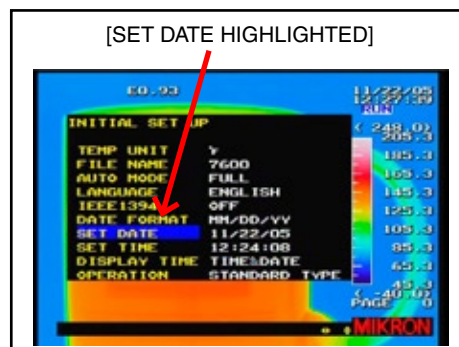 [SET DATE HIGHLIGHTED]
E0.93
11/22/05
12:27:39
RUN
INITIAL SET UP
( 248.0)
205.3
TEMP UNIT
FILE NAME 7600
185.3
AUTO MODE FULL
165.3
LANGUAGE ENGLISH
145.3
IEEE1394 OFF
DATE FORMAT MM/DD/YY
125.3
SET DATE 11/22/05
105.3
SET TIME 12:24:08
85.3
DISPLAY TIME TIME&DATE
65.3
OPERATION STANDARD TYPE
45.3
( -40.0)
PAGE 0
MIKRON